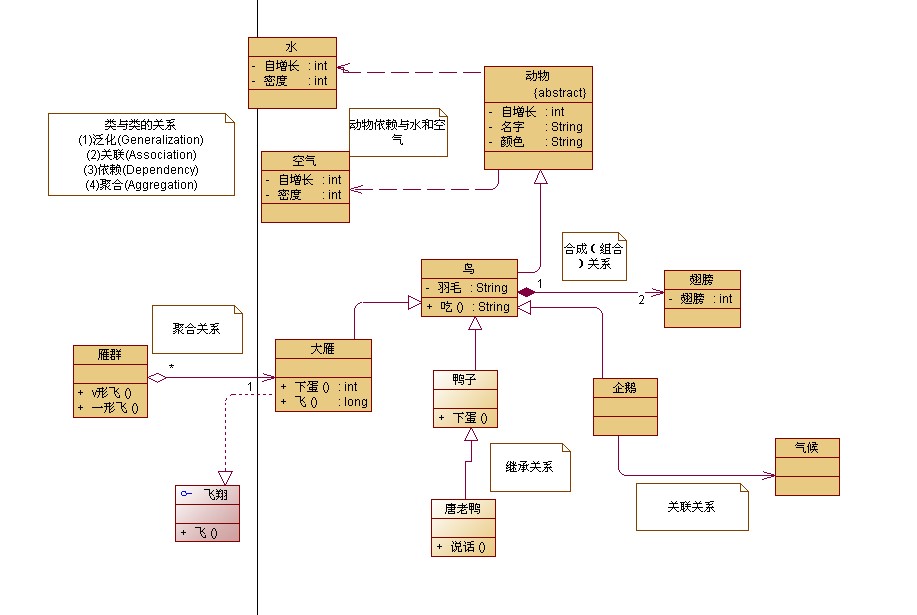 水
- 自增长 : int
- 密度 : int
动物
{abstract}
- 自增长 : int
- 名字 : String
- 颜色 : String
类与类的关系
(1)泛化(Generalization)
(2)关联(Association)
(3)依赖(Dependency)
(4)聚合(Aggregation)
动物依赖与水和空
气
空气
- 自增长 : int
- 密度 : int
合成（组合
）关系
鸟
- 羽毛 : String
+ 吃 () : String
1
2
翅膀
- 翅膀 : int
聚合关系
雁群
+ v形飞 ()
+ 一形飞 ()
*
1
大雁
+ 下蛋 () : int
+ 飞 () : long
鸭子
+ 下蛋 ()
企鹅
继承关系
气候
关联关系
飞翔
+ 飞 ()
唐老鸭
+ 说话 ()